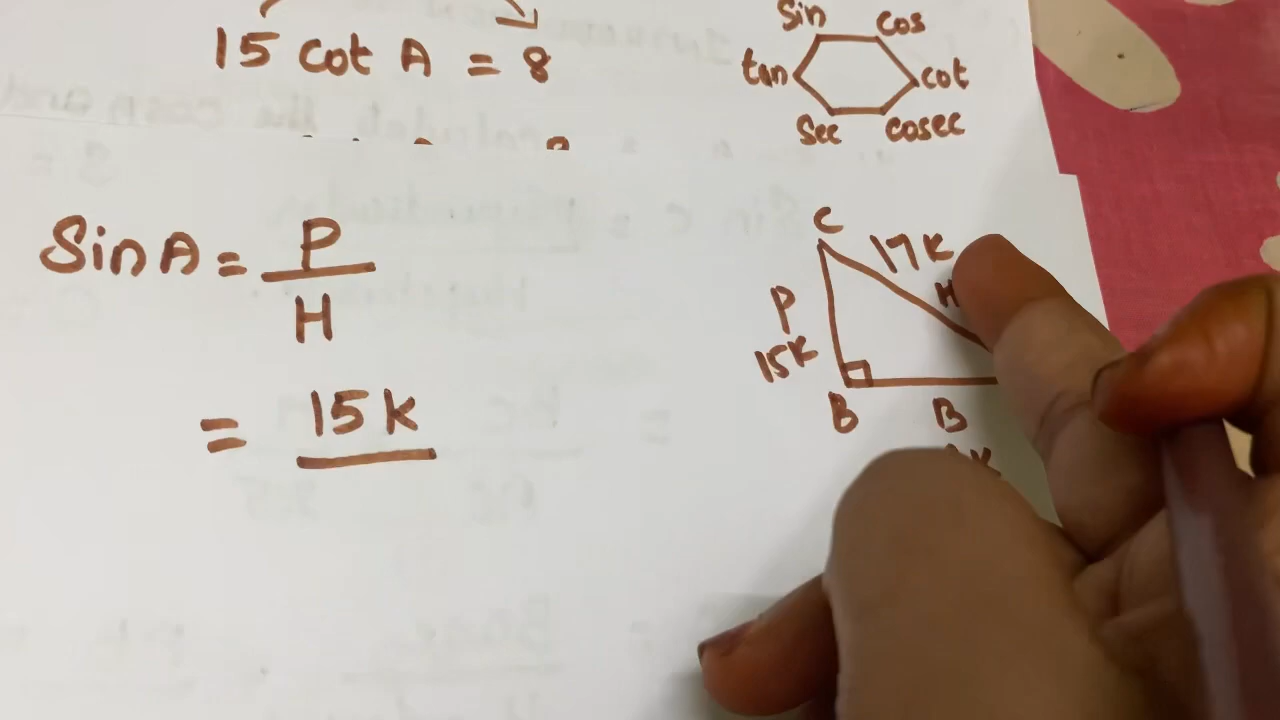 15 cot A = 8
Sin cos
tan cot
Sec cosec
Sin A = P
H
= 15K
C
17K
H
P
15K
B B
K